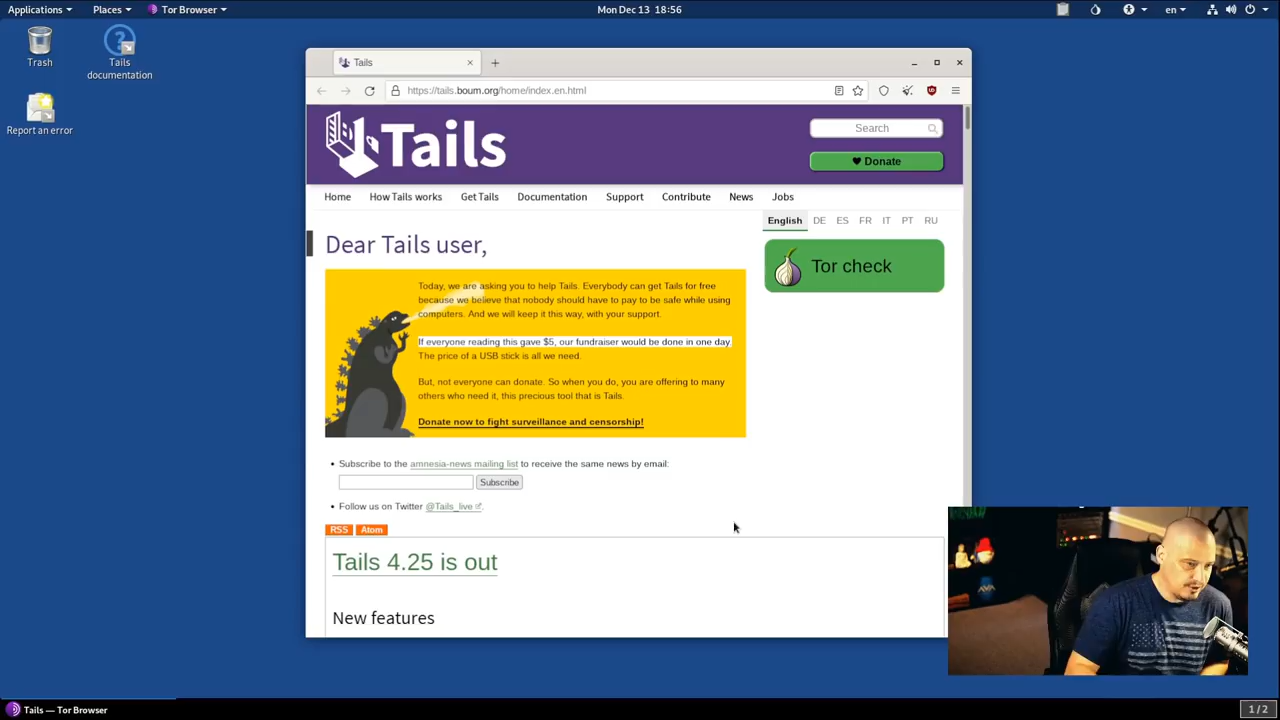 Applications Places Tor Browser Mon Dec 13 18:56 en
Trash
Tails documentation
Report an error
Tails
https://tails.boum.org/home/index.en.html
Tails
Search
Donate
Home How Tails works Get Tails Documentation Support Contribute News Jobs
English DE ES FR IT PT RU
Dear Tails user,
Tor check
Today, we are asking you to help Tails. Everybody can get Tails for free
because we believe that nobody should have to pay to be safe while using
computers. And we will keep it this way, with your support.
If everyone reading this gave $5, our fundraiser would be done in one day.
The price of a USB stick is all we need.
But, not everyone can donate. So when you do, you are offering to many
others who need it, this precious tool that is Tails.
Donate now to fight surveillance and censorship!
• Subscribe to the amnesia-news mailing list to receive the same news by email:
Subscribe
• Follow us on Twitter @Tails_live.
RSS Atom
Tails 4.25 is out
New features
Tails — Tor Browser
1 / 2